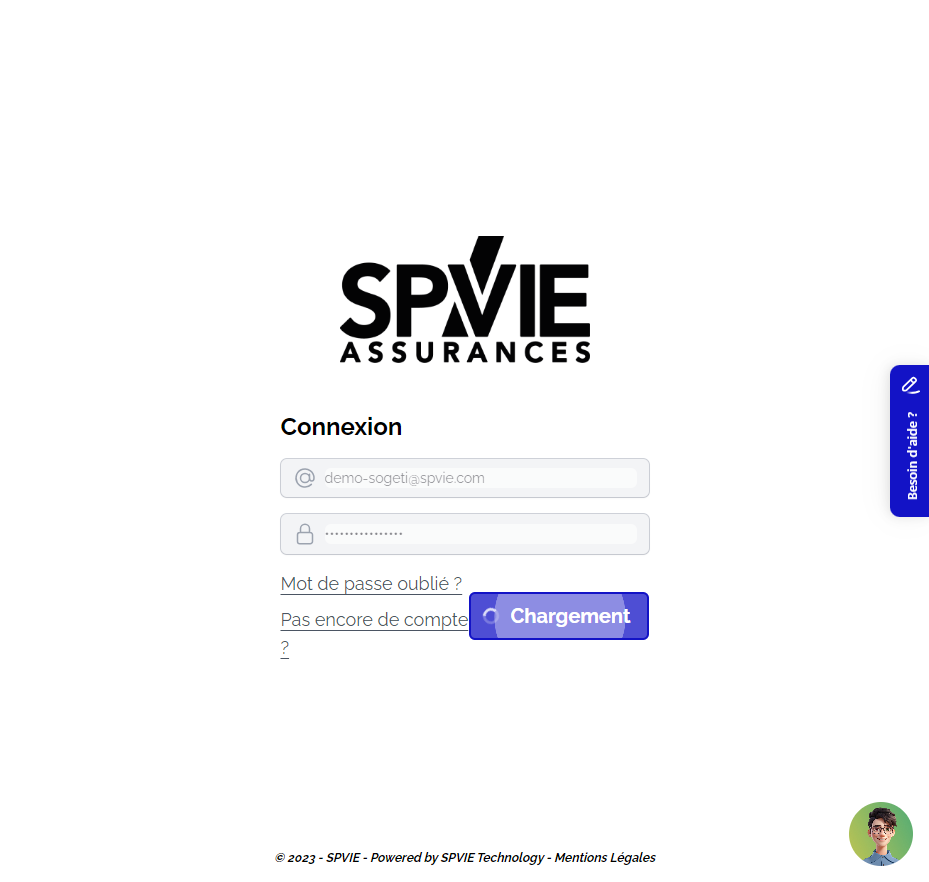 SPVIE
ASSURANCES
Connexion
demo-sogeti@spvie.com
••••••••••••••••
Mot de passe oublié ?
Pas encore de compte
?
Chargement
Besoin d'aide ?
© 2023 - SPVIE - Powered by SPVIE Technology - Mentions Légales